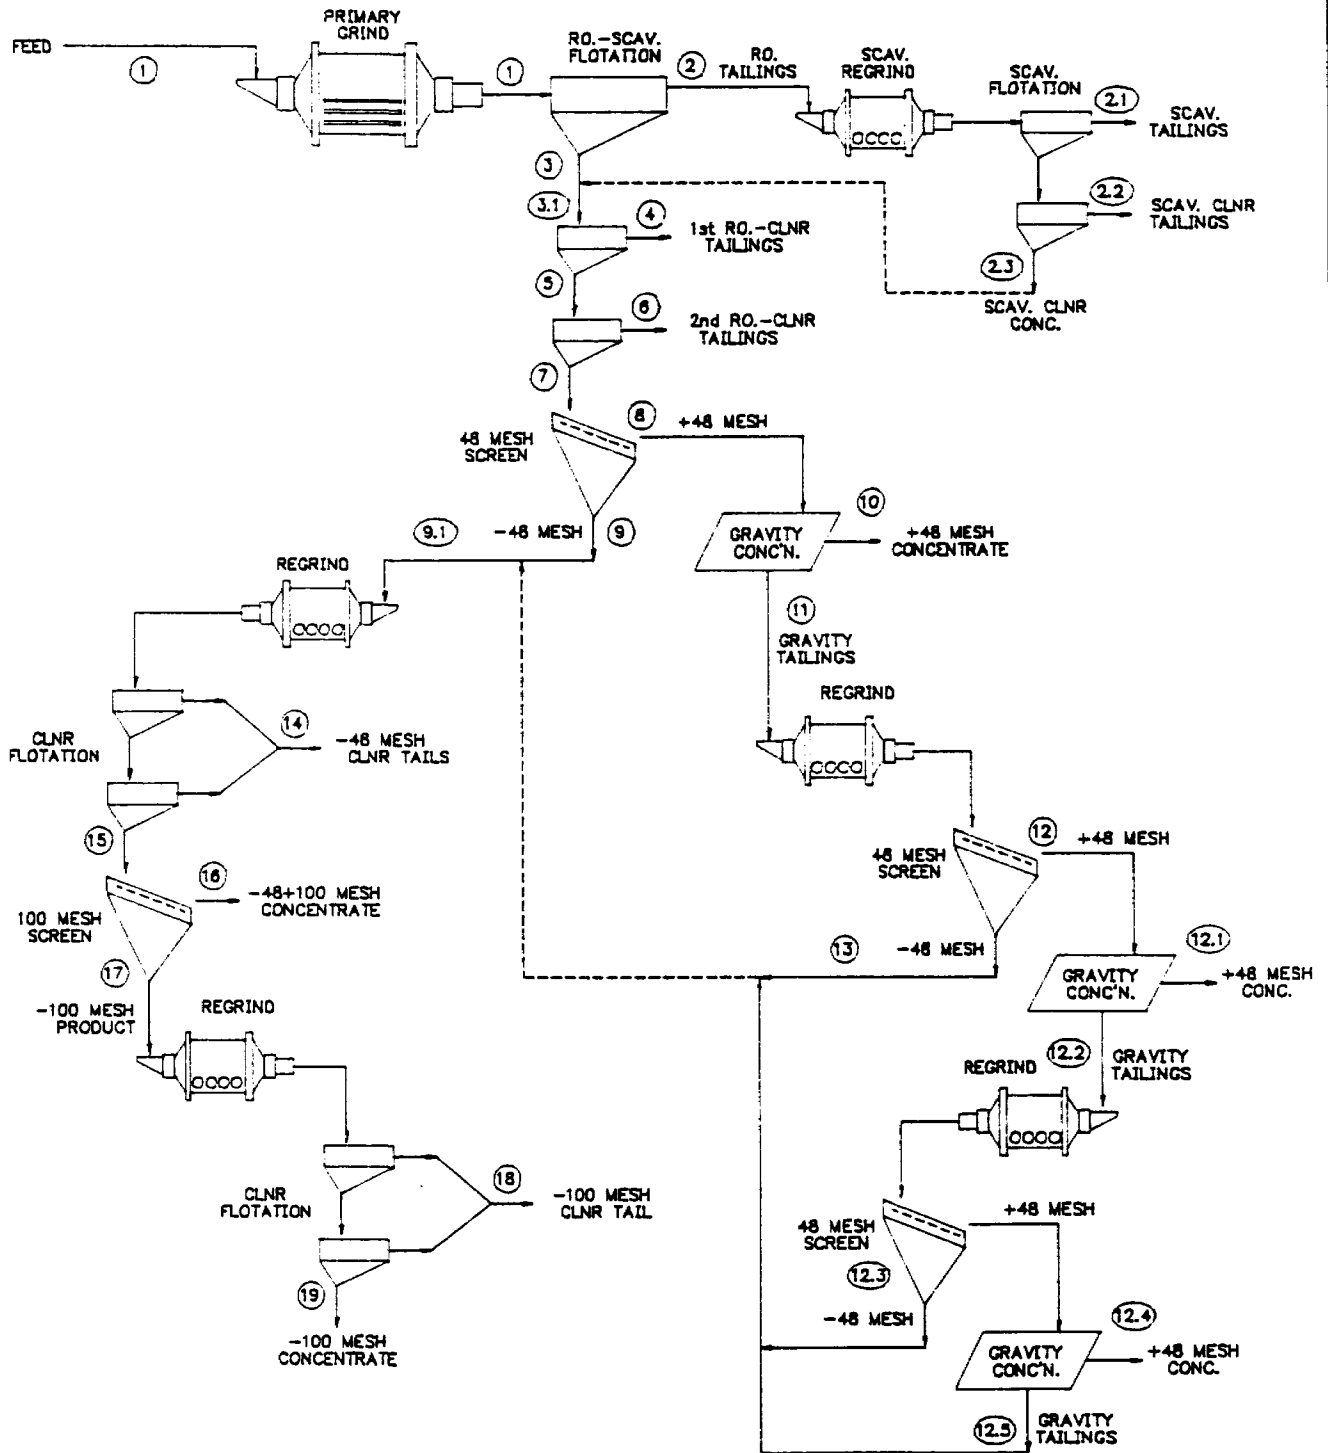 PRIMARY
GRIND
FEED
1
1
RO.-SCAV.
FLOTATION
2
RO.
TAILINGS
SCAV.
REGRIND
SCAV.
FLOTATION
2.1
SCAV.
TAILINGS
3
3.1
4
1st RO.-CLNR
TAILINGS
2.2
SCAV. CLNR
TAILINGS
2.3
SCAV. CLNR
CONC.
5
6
2nd RO.-CLNR
TAILINGS
7
8
+48 MESH
48 MESH
SCREEN
9.1
-48 MESH
9
10
GRAVITY
CONC'N.
+48 MESH
CONCENTRATE
REGRIND
11
GRAVITY
TAILINGS
REGRIND
CLNR
FLOTATION
14
-48 MESH
CLNR TAILS
15
12
+48 MESH
48 MESH
SCREEN
16
-48+100 MESH
CONCENTRATE
100 MESH
SCREEN
17
13
-48 MESH
12.1
GRAVITY
CONC'N.
+48 MESH
CONC.
-100 MESH
PRODUCT
REGRIND
12.2
GRAVITY
TAILINGS
REGRIND
CLNR
FLOTATION
18
-100 MESH
CLNR TAIL
19
-100 MESH
CONCENTRATE
+48 MESH
48 MESH
SCREEN
12.3
-48 MESH
12.4
GRAVITY
CONC'N.
+48 MESH
CONC.
12.5
GRAVITY
TAILINGS